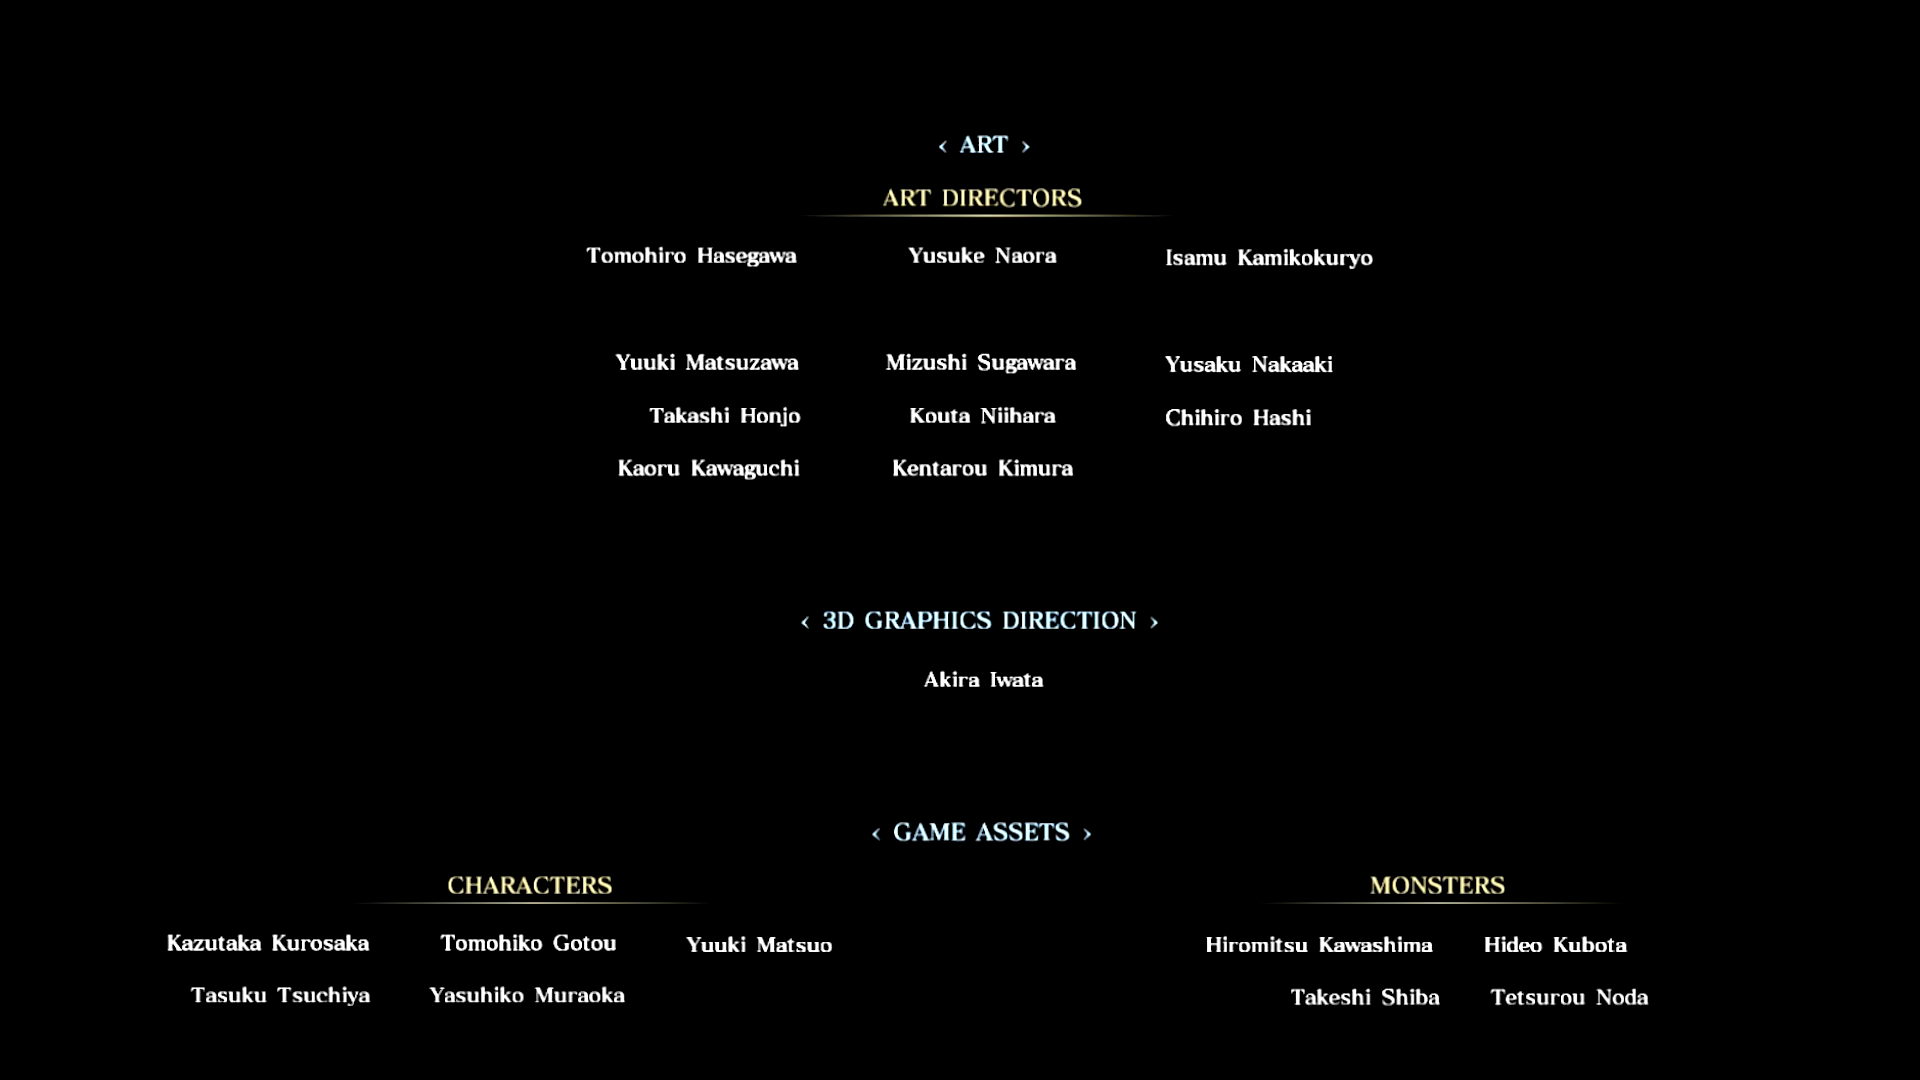 ‹ ART ›
ART DIRECTORS
Tomohiro Hasegawa Yusuke Naora Isamu Kamikokuryo
Yuuki Matsuzawa Mizushi Sugawara Yusaku Nakaaki
Takashi Honjo Kouta Niihara Chihiro Hashi
Kaoru Kawaguchi Kentarou Kimura
‹ 3D GRAPHICS DIRECTION ›
Akira Iwata
‹ GAME ASSETS ›
CHARACTERS
Kazutaka Kurosaka Tomohiko Gotou Yuuki Matsuo
Tasuku Tsuchiya Yasuhiko Muraoka
MONSTERS
Hiromitsu Kawashima Hideo Kubota
Takeshi Shiba Tetsurou Noda